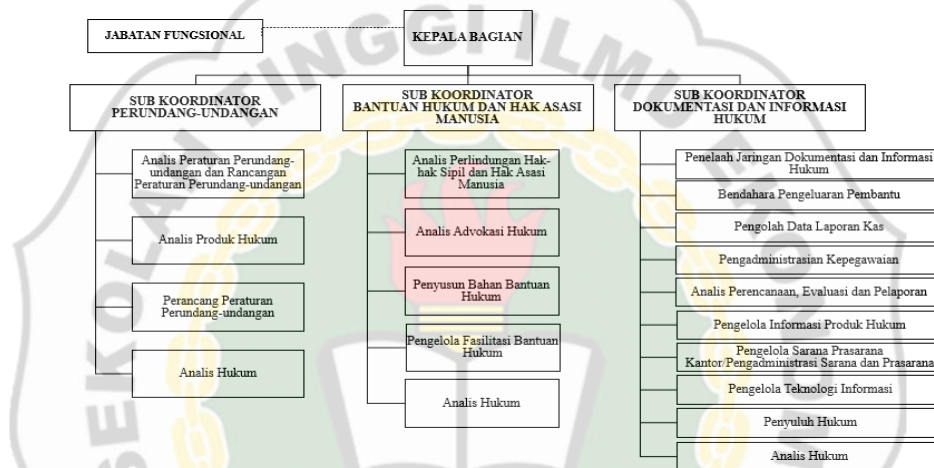 JABATAN FUNGSIONAL
KEPALA BAGIAN
SUB KOORDINATOR
PERUNDANG-UNDANGAN
Analis Peraturan Perundang-
undangan dan Rancangan
Peraturan Perundang-undangan
Analis Produk Hukum
Perancang Peraturan
Perundang-undangan
Analis Hukum
SUB KOORDINATOR
BANTUAN HUKUM DAN HAK ASASI
MANUSIA
Analis Perlindungan Hak-
hak Sipil dan Hak Asasi
Manusia
Analis Advokasi Hukum
Penyusun Bahan Bantuan
Hukum
Pengelola Fasilitasi Bantuan
Hukum
Analis Hukum
SUB KOORDINATOR
DOKUMENTASI DAN INFORMASI
HUKUM
Penelaah Jaringan Dokumentasi dan Informasi
Hukum
Bendahara Pengeluaran Pembantu
Pengolah Data Laporan Kas
Pengadministrasian Kepegawaian
Analis Perencanaan, Evaluasi dan Pelaporan
Pengelola Informasi Produk Hukum
Pengelola Sarana Prasarana
Kantor/Pengadministrasi Sarana dan Prasarana
Pengelola Teknologi Informasi
Penyuluh Hukum
Analis Hukum
SEKOLAH TINGGI ILMU EKONOMI